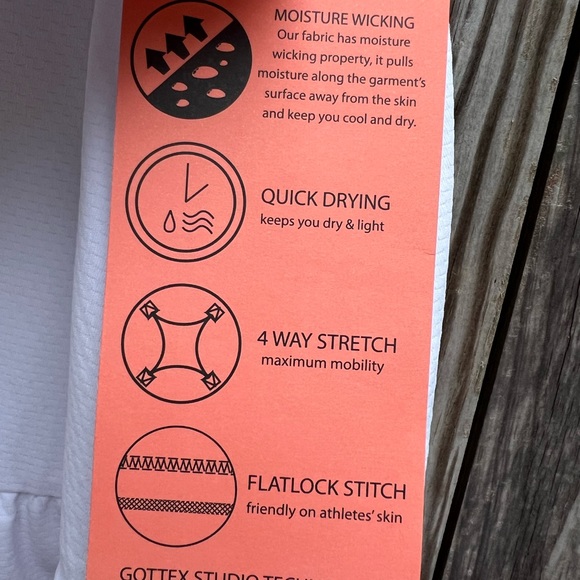 MOISTURE WICKING
Our fabric has moisture
wicking property, it pulls
moisture along the garment's
surface away from the skin
and keep you cool and dry.
QUICK DRYING
keeps you dry & light
4 WAY STRETCH
maximum mobility
FLATLOCK STITCH
friendly on athletes' skin
GOTTEX STUDIO